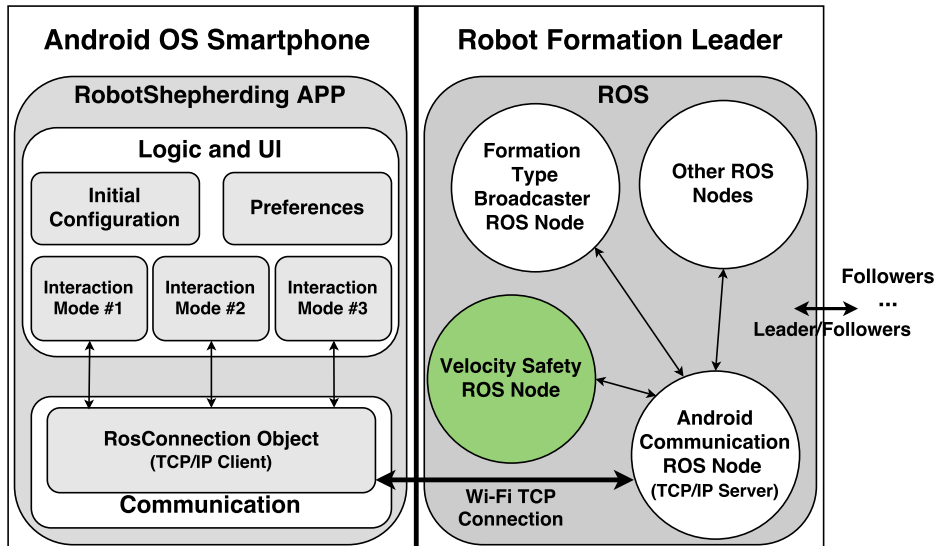 Android OS Smartphone
RobotShepherding APP
Logic and UI
Initial
Configuration
Preferences
Interaction
Mode #1
Interaction
Mode #2
Interaction
Mode #3
RosConnection Object
(TCP/IP Client)
Communication
Robot Formation Leader
ROS
Formation
Type
Broadcaster
ROS Node
Other ROS
Nodes
Velocity Safety
ROS Node
Android
Communication
ROS Node
(TCP/IP Server)
Wi-Fi TCP
Connection
Followers
...
Leader/Followers